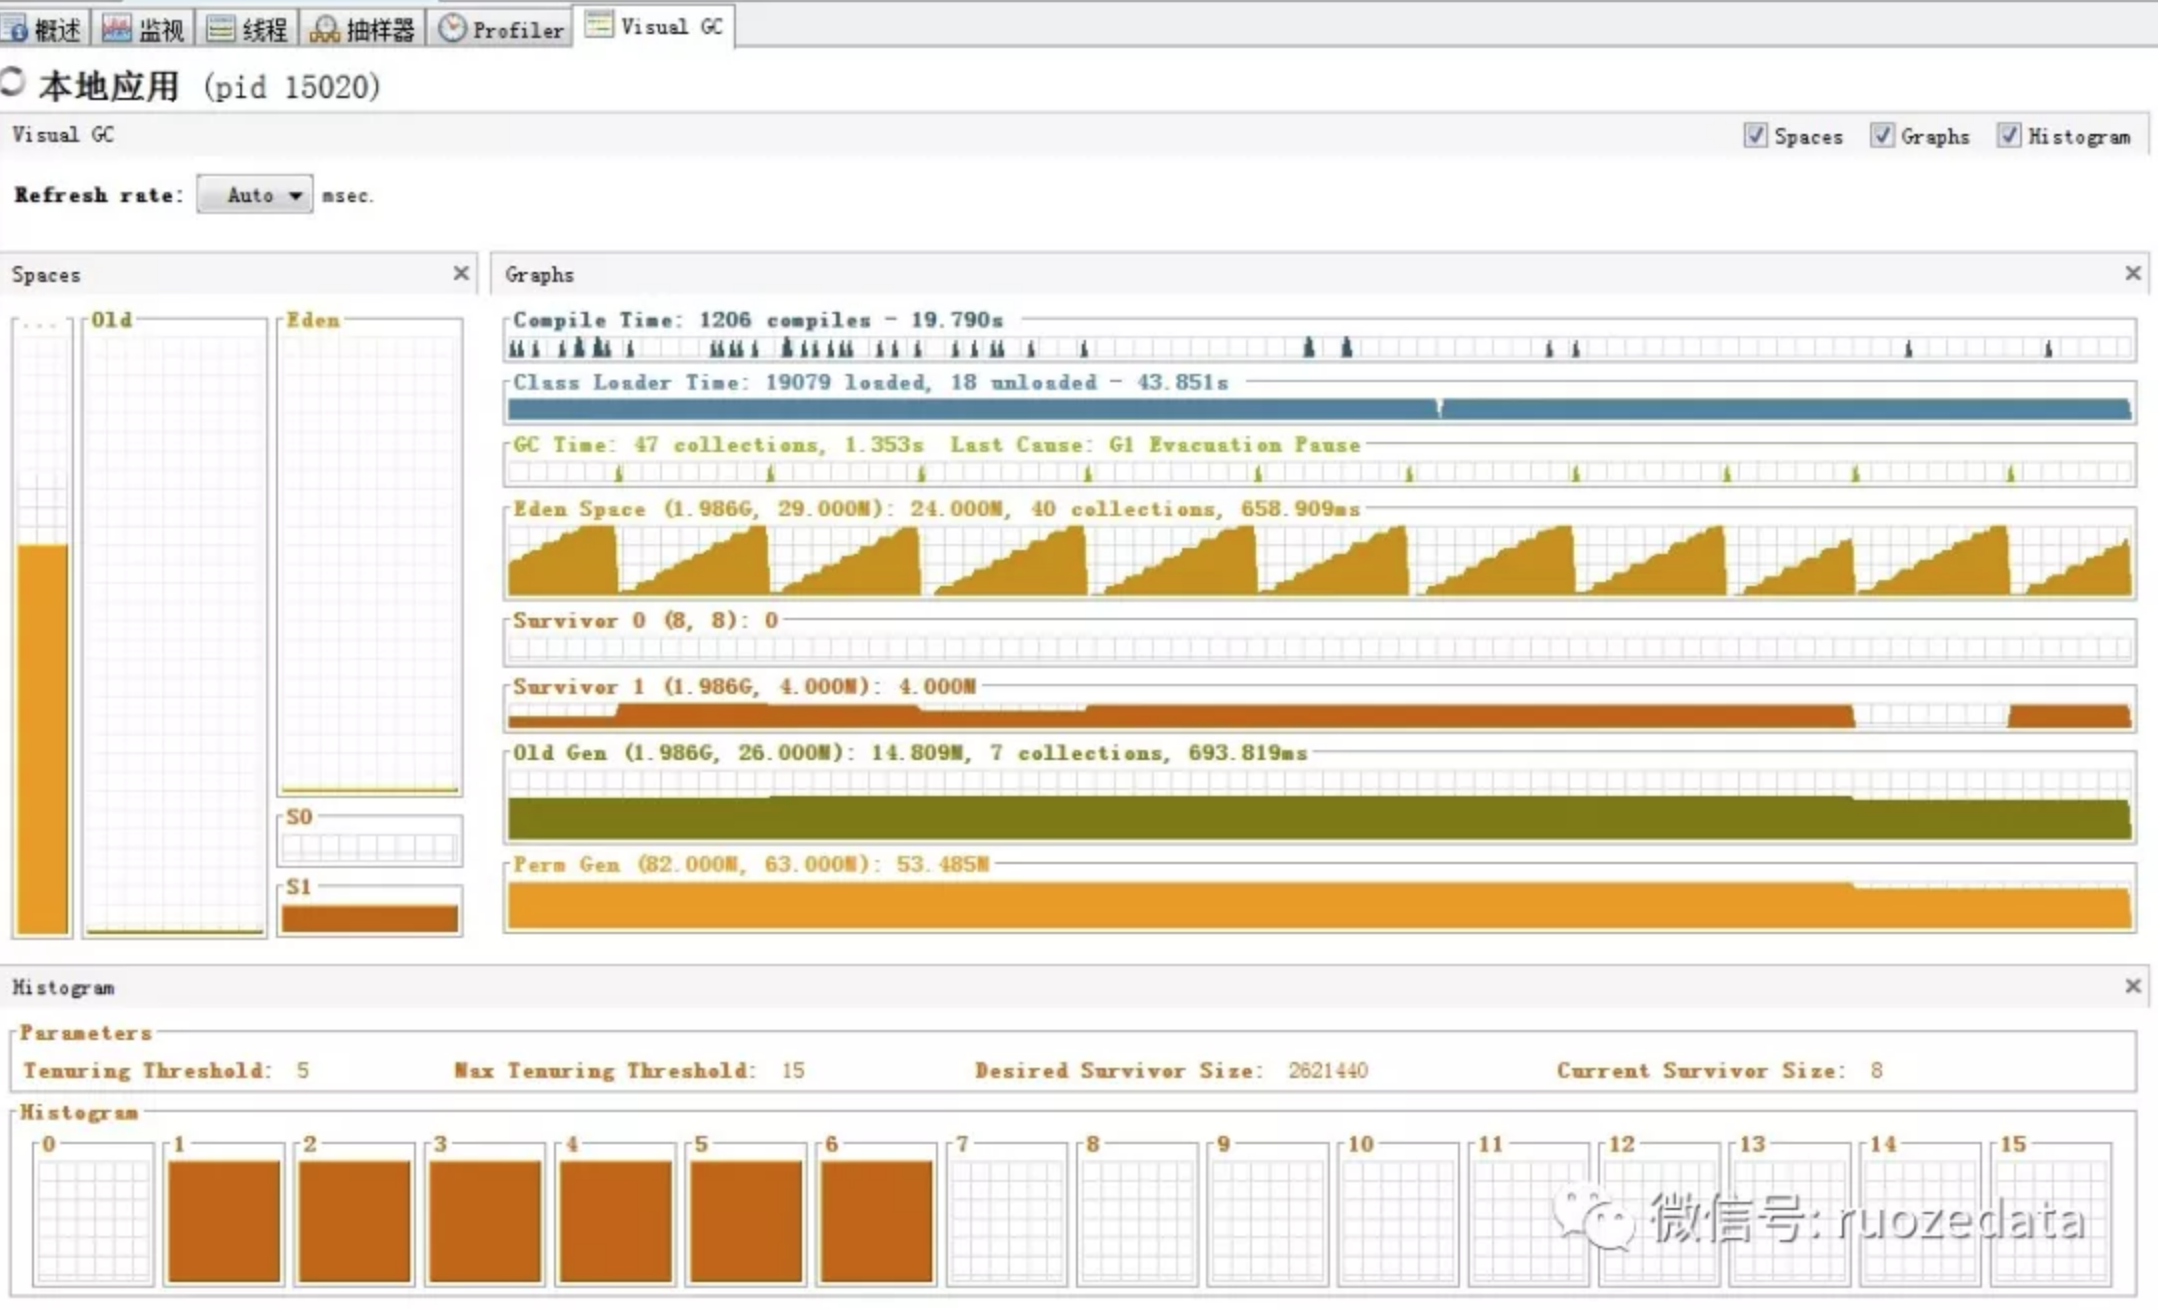 概述 监视 线程 抽样器 Profiler Visual GC
本地应用 (pid 15020)
Visual GC Spaces Graphs Histogram
Refresh rate: Auto msec.
Spaces
... Old Eden
S0
S1
Graphs
Compile Time: 1206 compiles - 19.790s
Class Loader Time: 19079 loaded, 18 unloaded - 43.851s
GC Time: 47 collections, 1.353s Last Cause: G1 Evacuation Pause
Eden Space (1.986G, 29.000M): 24.000M, 40 collections, 658.909ms
Survivor 0 (8, 8): 0
Survivor 1 (1.986G, 4.000M): 4.000M
Old Gen (1.986G, 26.000M): 14.809M, 7 collections, 693.819ms
Perm Gen (82.000M, 63.000M): 53.485M
Histogram
Parameters
Tenuring Threshold: 5 Max Tenuring Threshold: 15 Desired Survivor Size: 2621440 Current Survivor Size: 8
Histogram
0 1 2 3 4 5 6 7 8 9 10 11 12 13 14 15
微信号: ruozedata